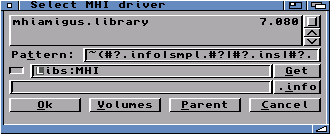 Select MHI driver
mhiamigus.library 7.080
Pattern: ~(#?.info|smpl.#?|#?.ins|#?.
Libs:MHI Get
.info
Ok Volumes Parent Cancel